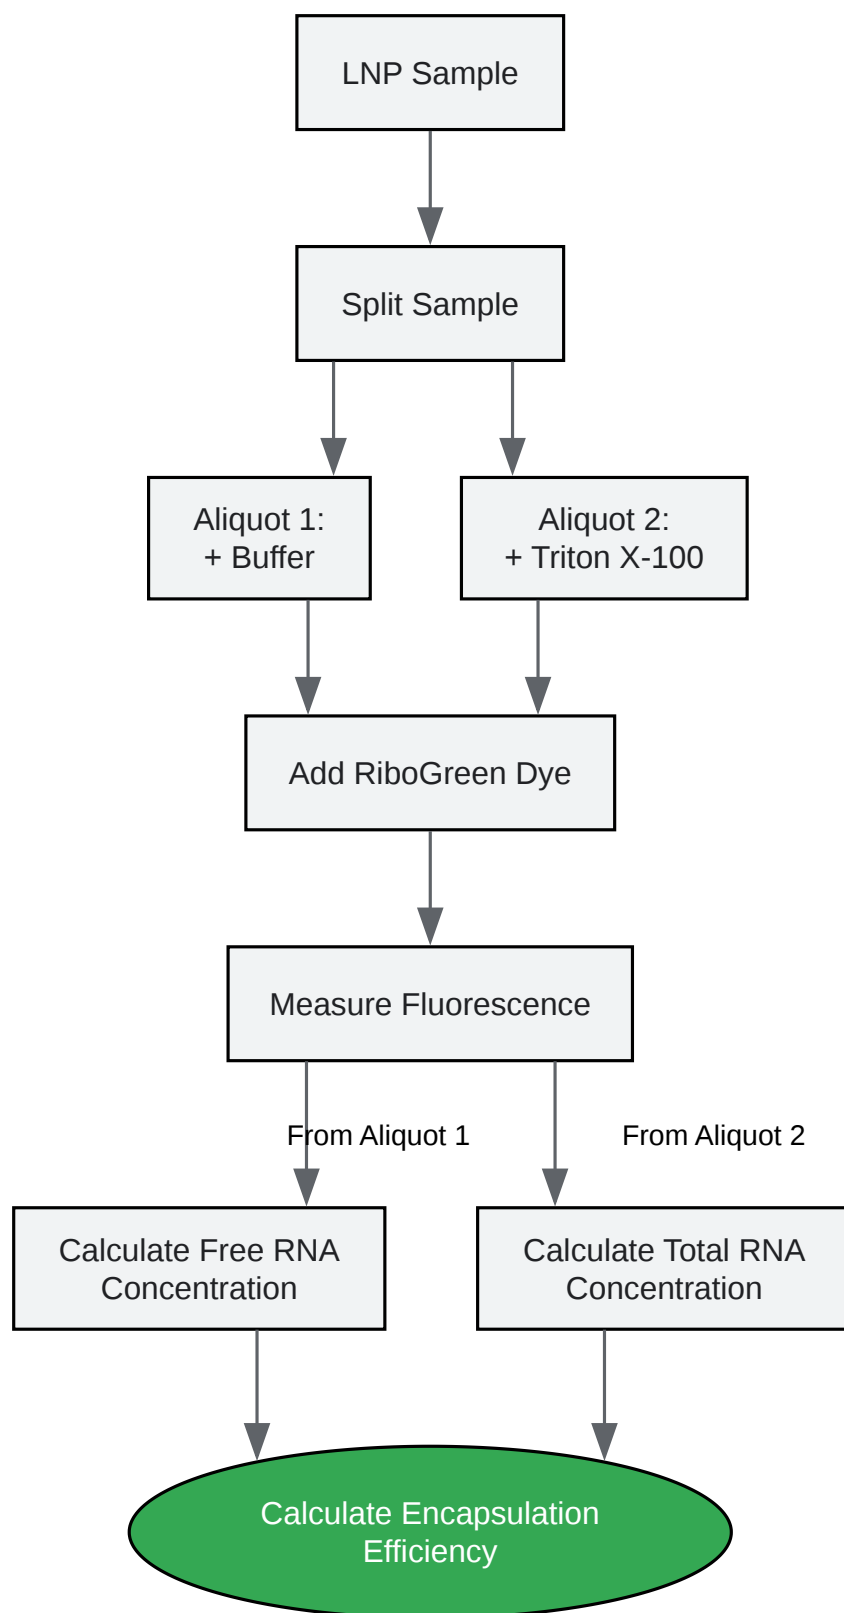 LNP Sample
Split Sample
Aliquot 1:
+ Buffer
Aliquot 2:
+ Triton X-100
Add RiboGreen Dye
Measure Fluorescence
From Aliquot 1
From Aliquot 2
Calculate Free RNA
Concentration
Calculate Total RNA
Concentration
Calculate Encapsulation
Efficiency